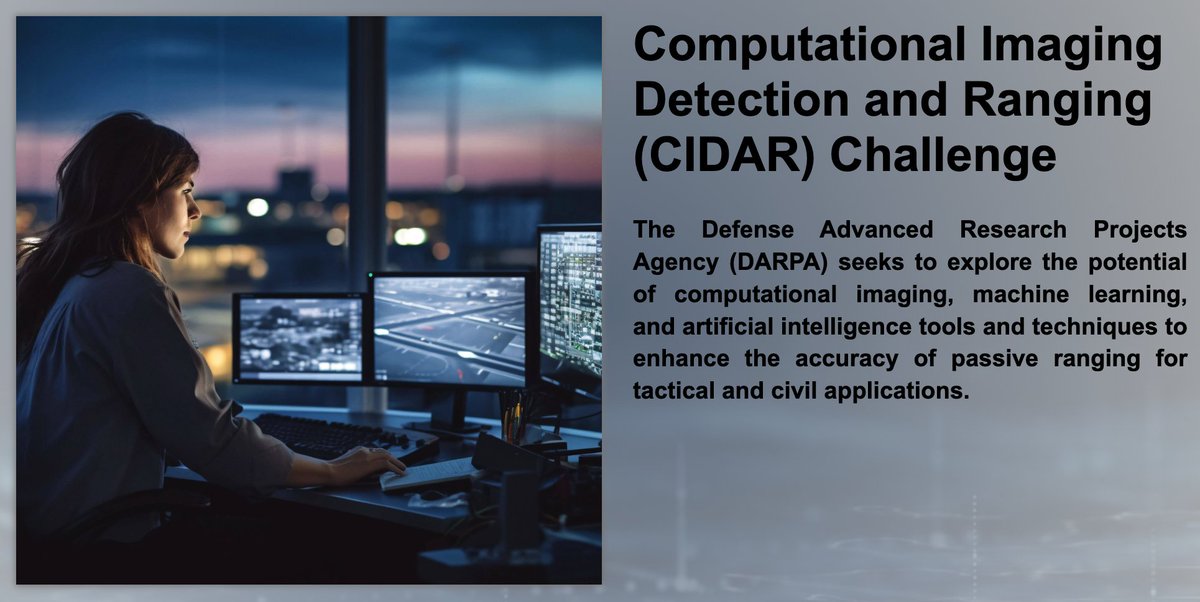 Computational Imaging
Detection and Ranging
(CIDAR) Challenge
The Defense Advanced Research Projects
Agency (DARPA) seeks to explore the potential
of computational imaging, machine learning,
and artificial intelligence tools and techniques to
enhance the accuracy of passive ranging for
tactical and civil applications.